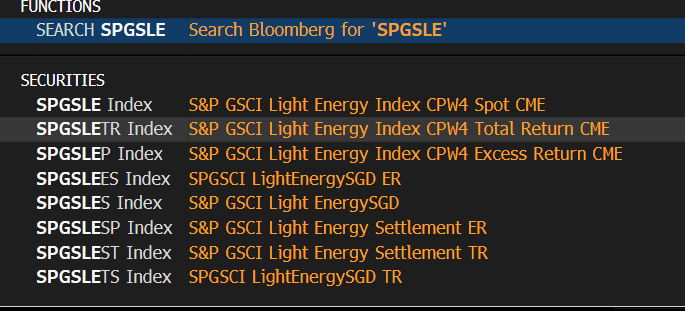 FUNCTIONS
SEARCH SPGSLE Search Bloomberg for 'SPGSLE'
SECURITIES
SPGSLE Index S&P GSCI Light Energy Index CPW4 Spot CME
SPGSLETR Index S&P GSCI Light Energy Index CPW4 Total Return CME
SPGSLEP Index S&P GSCI Light Energy Index CPW4 Excess Return CME
SPGSLEES Index SPGSCI LightEnergySGD ER
SPGSLES Index S&P GSCI Light EnergySGD
SPGSLESP Index S&P GSCI Light Energy Settlement ER
SPGSLEST Index S&P GSCI Light Energy Settlement TR
SPGSLETS Index SPGSCI LightEnergySGD TR